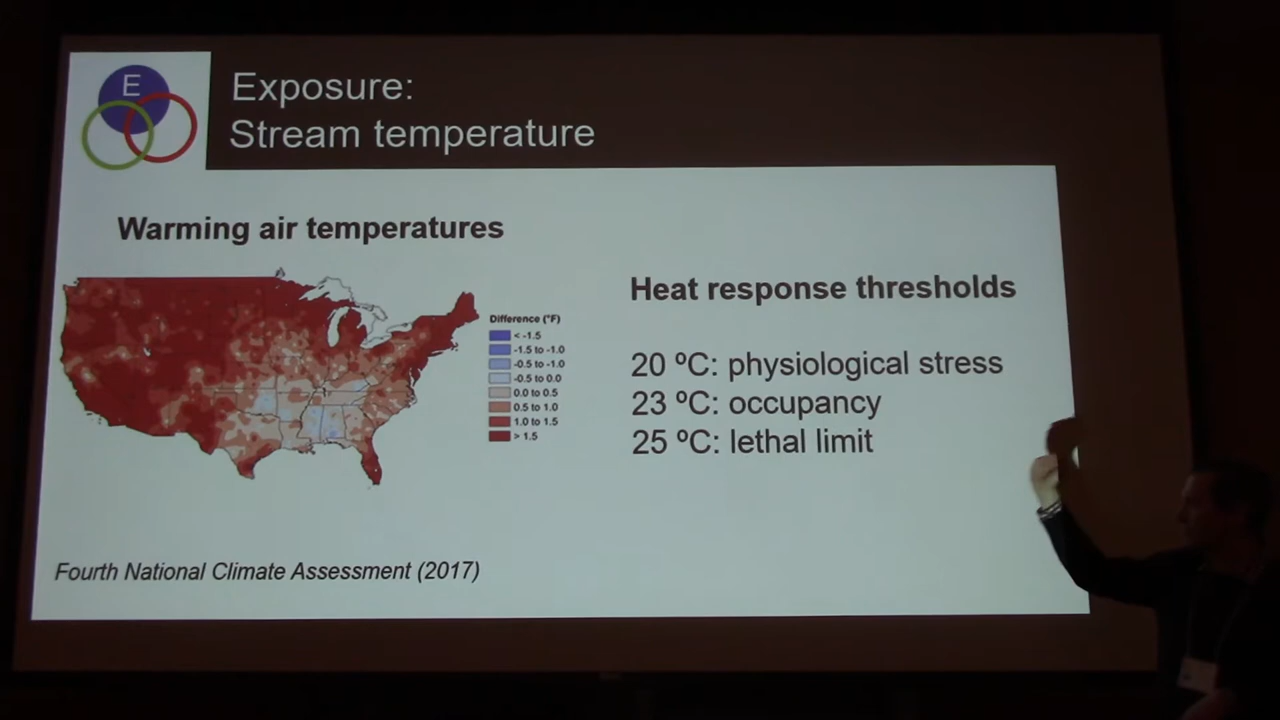 E
Exposure:
Stream temperature
Warming air temperatures
Difference (°F)
< -1.5
-1.5 to -1.0
-0.5 to -1.0
-0.5 to 0.0
0.0 to 0.5
0.5 to 1.0
1.0 to 1.5
> 1.5
Heat response thresholds
20 ºC: physiological stress
23 ºC: occupancy
25 ºC: lethal limit
Fourth National Climate Assessment (2017)